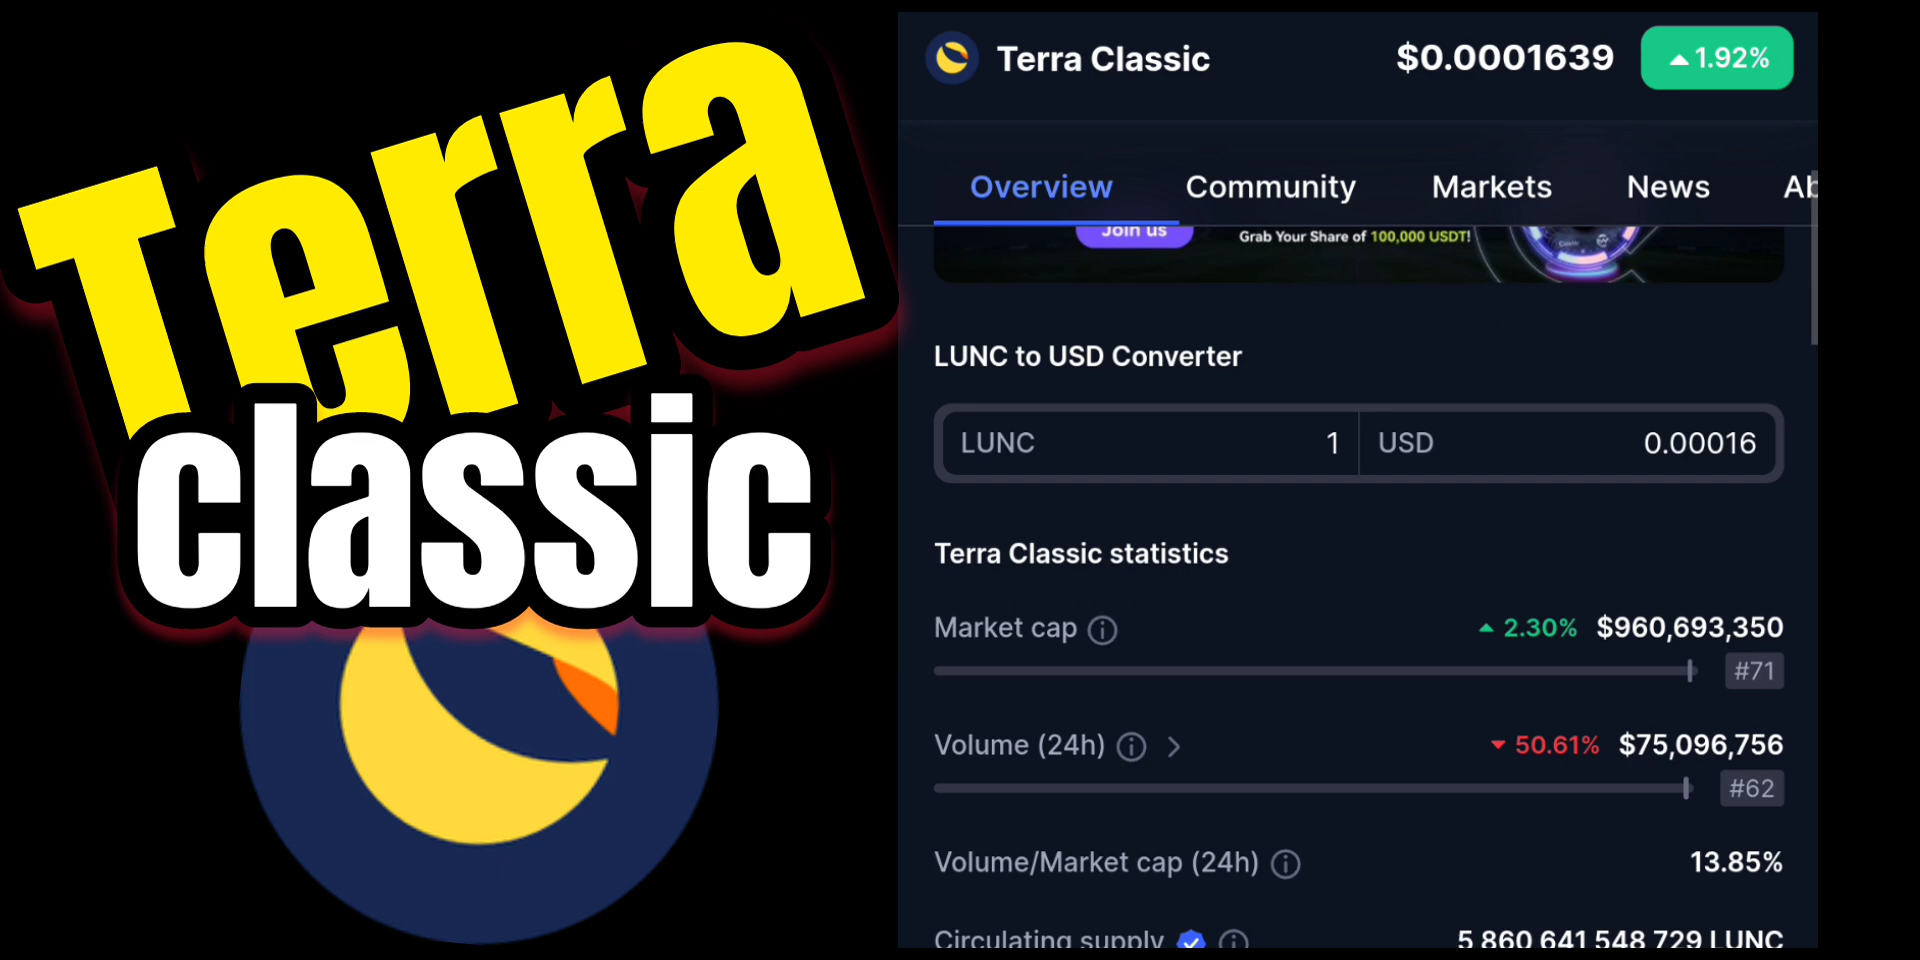 Terra
classic
Terra Classic $0.0001639 ▲1.92%
Overview Community Markets News Ab
Join us Grab Your Share of 100,000 USDT!
LUNC to USD Converter
LUNC 1 USD 0.00016
Terra Classic statistics
Market cap ▲ 2.30% $960,693,350
#71
Volume (24h) ▼ 50.61% $75,096,756
#62
Volume/Market cap (24h) 13.85%
Circulating supply 5 860 641 548 729 LUNC